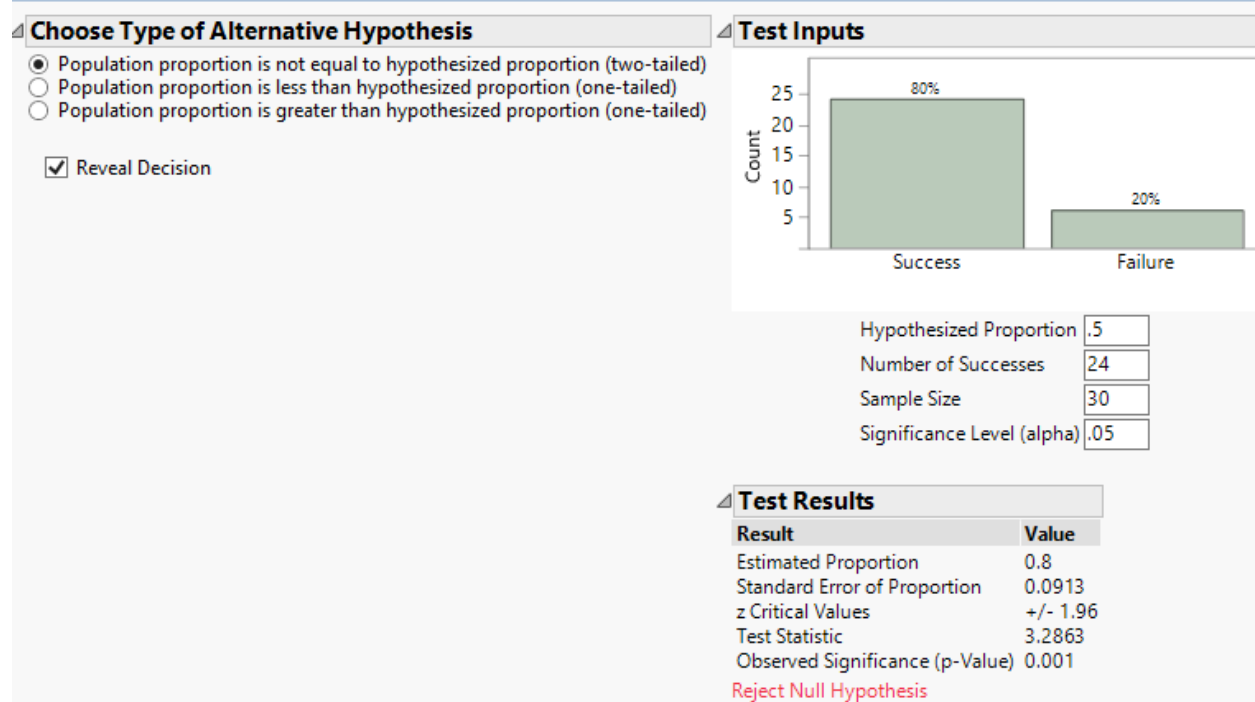 Choose Type of Alternative Hypothesis
Population proportion is not equal to hypothesized proportion (two-tailed)
Population proportion is less than hypothesized proportion (one-tailed)
Population proportion is greater than hypothesized proportion (one-tailed)
Reveal Decision
Test Inputs
25
20
15
10
5
Count
80%
20%
Success
Failure
Hypothesized Proportion .5
Number of Successes 24
Sample Size 30
Significance Level (alpha) .05
Test Results
Result Value
Estimated Proportion 0.8
Standard Error of Proportion 0.0913
z Critical Values +/- 1.96
Test Statistic 3.2863
Observed Significance (p-Value) 0.001
Reject Null Hypothesis